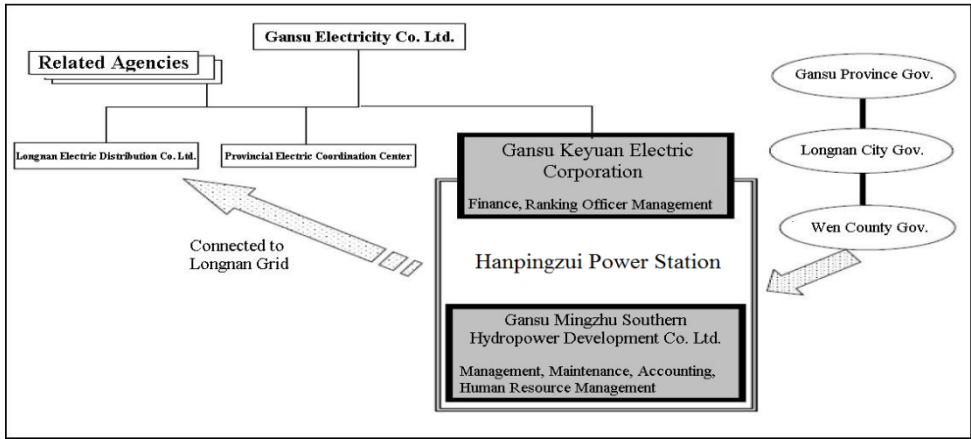 Gansu Electricity Co. Ltd.
Related Agencies
Longnan Electric Distribution Co. Ltd.
Provincial Electric Coordination Center
Gansu Keyuan Electric
Corporation
Finance, Ranking Officer Management
Gansu Province Gov.
Longnan City Gov.
Wen County Gov.
Connected to
Longnan Grid
Hanpingzui Power Station
Gansu Mingzhu Southern
Hydropower Development Co. Ltd.
Management, Maintenance, Accounting,
Human Resource Management